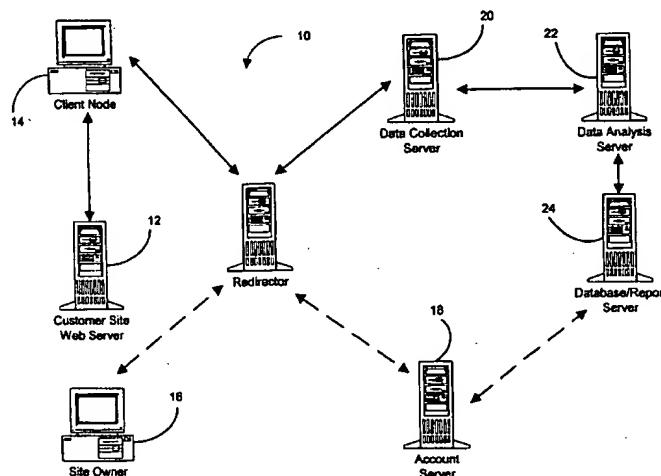 10
20
22
14
Client Node
Data Collection
Server
Data Analysis
Server
12
24
Redirector
Customer Site
Web Server
Database/Repor
Server
18
16
Site Owner
Account
Server